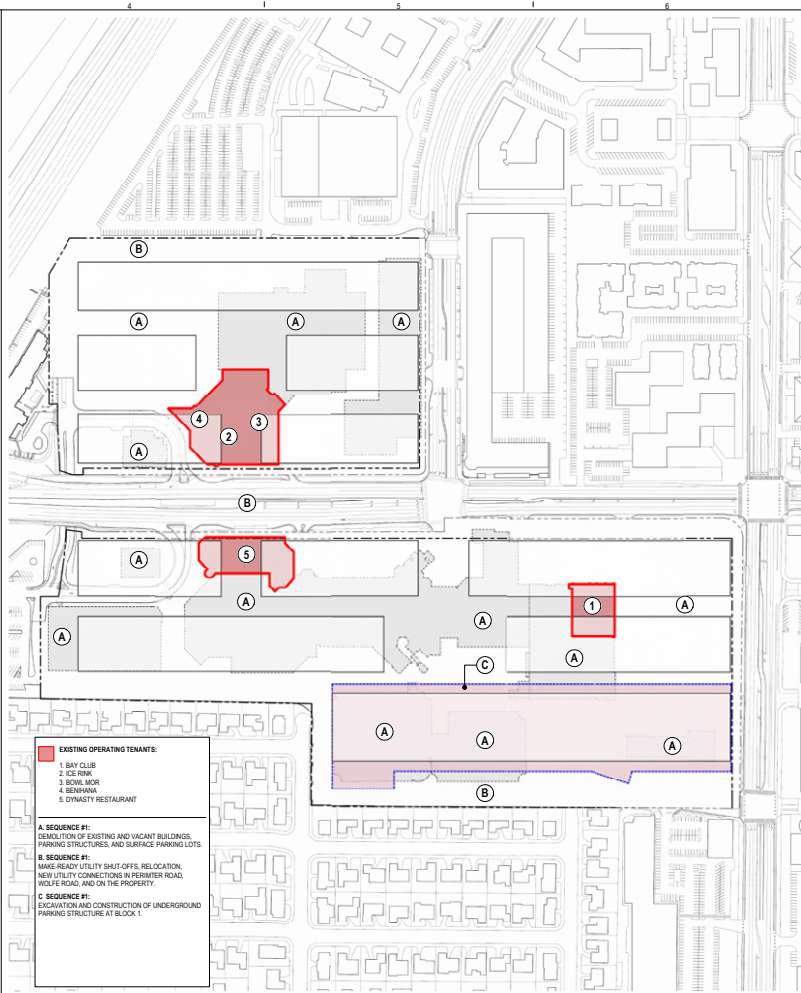 4
5
6
B
A
A
A
4
3
2
A
B
5
A
1
A
A
A
A
A
C
A
A
A
B
EXISTING OPERATING TENANTS:
1. BAY CLUB
2. ICE RINK
3. BOWL MOR
4. BENIHANA
5. DYNASTY RESTAURANT
A. SEQUENCE #1:
DEMOLITION OF EXISTING AND VACANT BUILDINGS,
PARKING STRUCTURES, AND SURFACE PARKING LOTS.
B. SEQUENCE #1:
MAKE-READY UTILITY SHUT-OFFS, RELOCATION,
NEW UTILITY CONNECTIONS IN PERIMETER ROAD,
WOLFE ROAD, AND ON THE PROPERTY.
C SEQUENCE #1:
EXCAVATION AND CONSTRUCTION OF UNDERGROUND
PARKING STRUCTURE AT BLOCK 1.